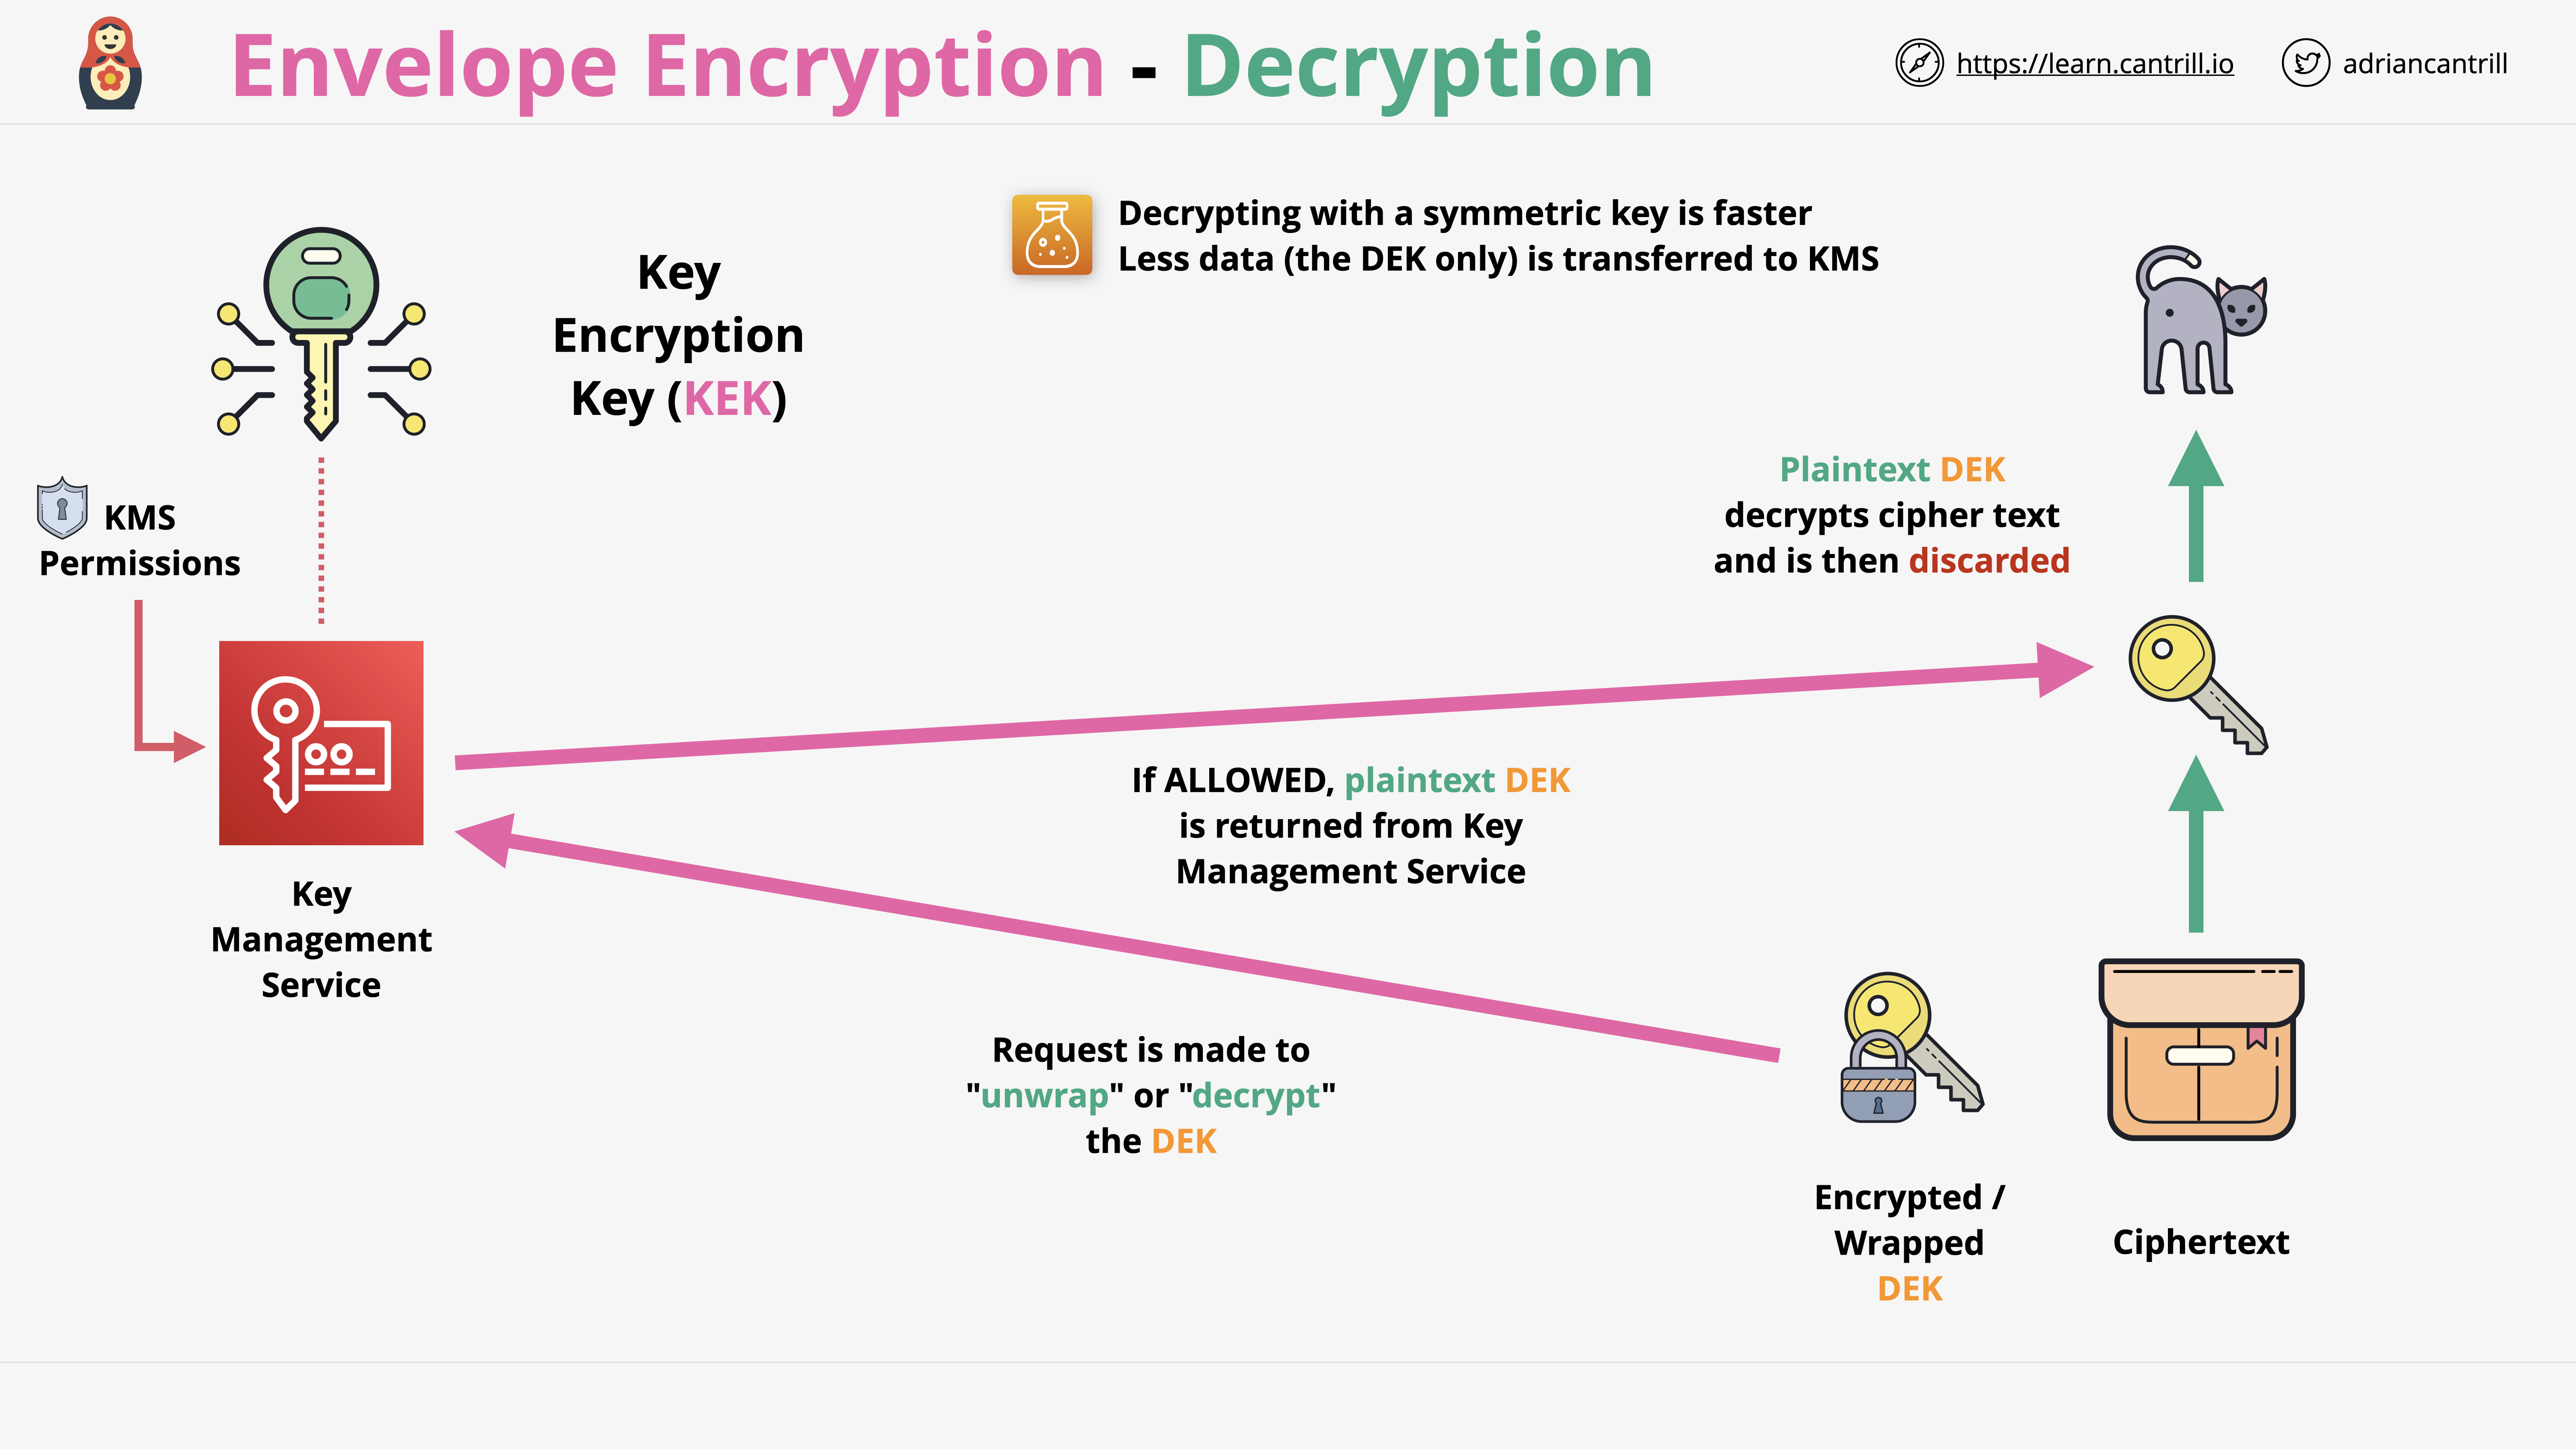 Envelope Encryption - Decryption
https://learn.cantrill.io
adriancantrill
Decrypting with a symmetric key is faster
Less data (the DEK only) is transferred to KMS
Key
Encryption
Key (KEK)
KMS
Permissions
Plaintext DEK
decrypts cipher text
and is then discarded
If ALLOWED, plaintext DEK
is returned from Key
Management Service
Key
Management
Service
Request is made to
"unwrap" or "decrypt"
the DEK
Encrypted /
Wrapped
DEK
Ciphertext